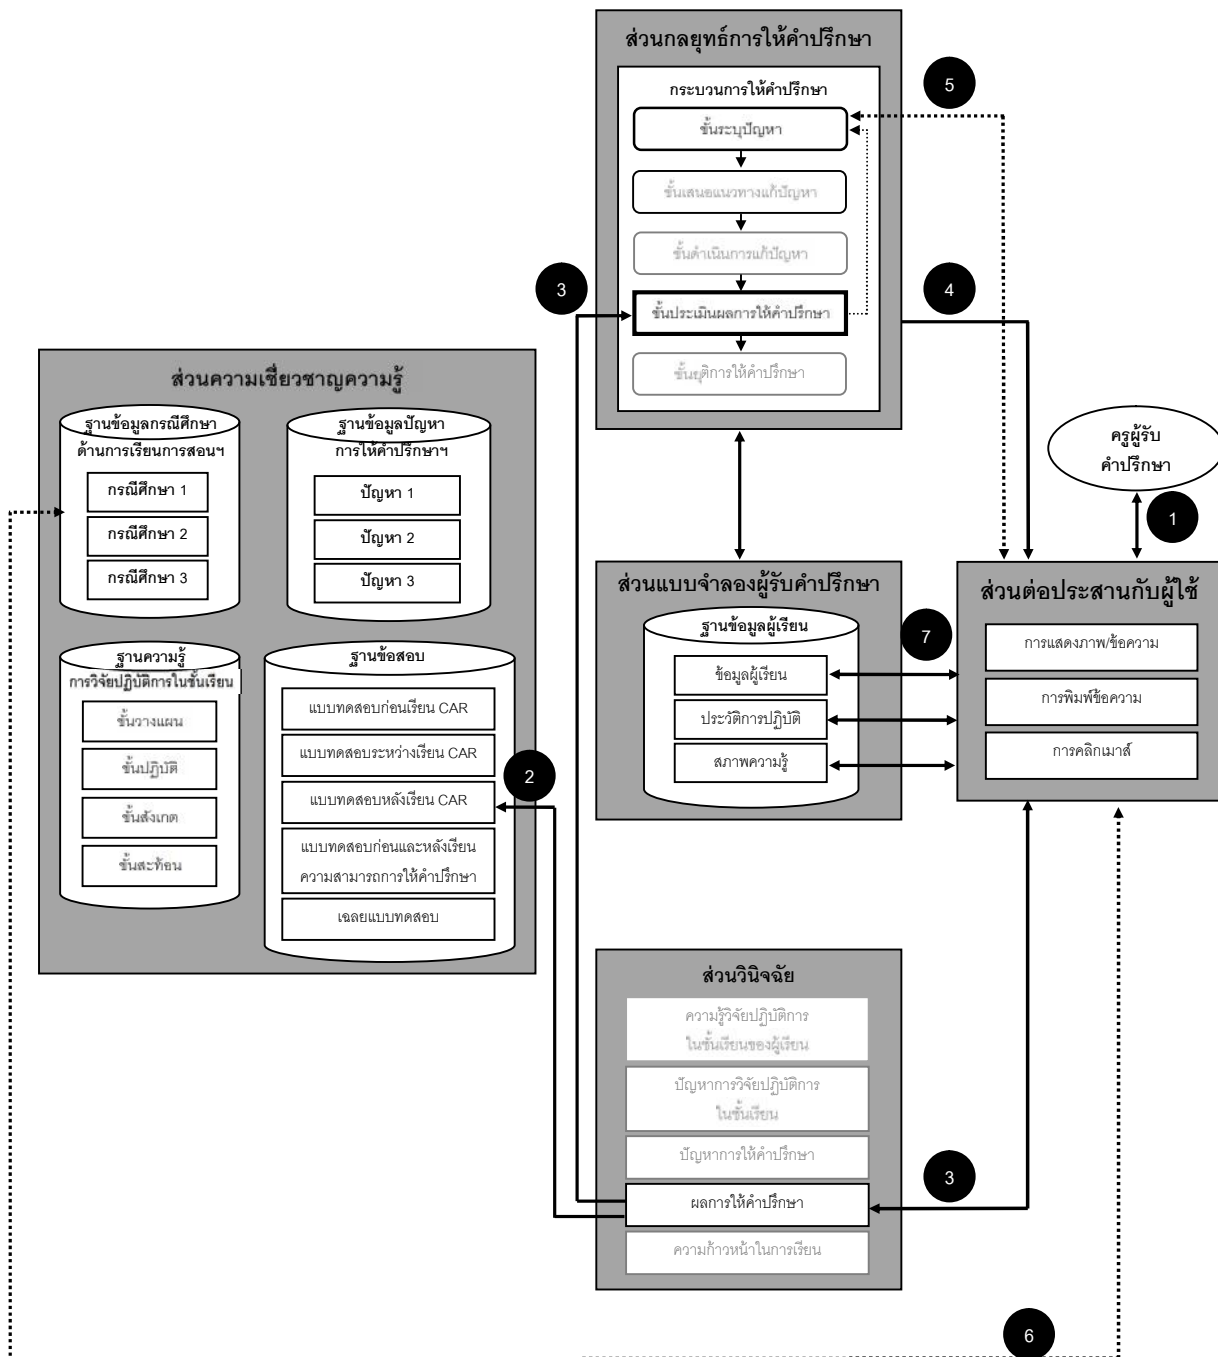 ส่วนกลยุทธ์การให้คำปรึกษา
กระบวนการให้คำปรึกษา
ขั้นระบุปัญหา
ขั้นเสนอแนวทางแก้ปัญหา
ขั้นดำเนินการแก้ปัญหา
ขั้นประเมินผลการให้คำปรึกษา
ขั้นยุติการให้คำปรึกษา
5
3
4
ส่วนความเชี่ยวชาญความรู้
ฐานข้อมูลกรณีศึกษา
ด้านการเรียนการสอนฯ
กรณีศึกษา 1
กรณีศึกษา 2
กรณีศึกษา 3
ฐานข้อมูลปัญหา
การให้คำปรึกษาฯ
ปัญหา 1
ปัญหา 2
ปัญหา 3
ฐานความรู้
การวิจัยปฏิบัติการในชั้นเรียน
ขั้นวางแผน
ขั้นปฏิบัติ
ขั้นสังเกต
ขั้นสะท้อน
ฐานข้อสอบ
แบบทดสอบก่อนเรียน CAR
แบบทดสอบระหว่างเรียน CAR
แบบทดสอบหลังเรียน CAR
แบบทดสอบก่อนและหลังเรียน
ความสามารถการให้คำปรึกษา
เฉลยแบบทดสอบ
2
ครูผู้รับ
คำปรึกษา
1
ส่วนแบบจำลองผู้รับคำปรึกษา
ฐานข้อมูลผู้เรียน
ข้อมูลผู้เรียน
ประวัติการปฏิบัติ
สภาพความรู้
7
ส่วนต่อประสานกับผู้ใช้
การแสดงภาพ/ข้อความ
การพิมพ์ข้อความ
การคลิกเมาส์
ส่วนวินิจฉัย
ความรู้วิจัยปฏิบัติการ
ในชั้นเรียนของผู้เรียน
ปัญหาการวิจัยปฏิบัติการ
ในชั้นเรียน
ปัญหาการให้คำปรึกษา
ผลการให้คำปรึกษา
ความก้าวหน้าในการเรียน
3
6